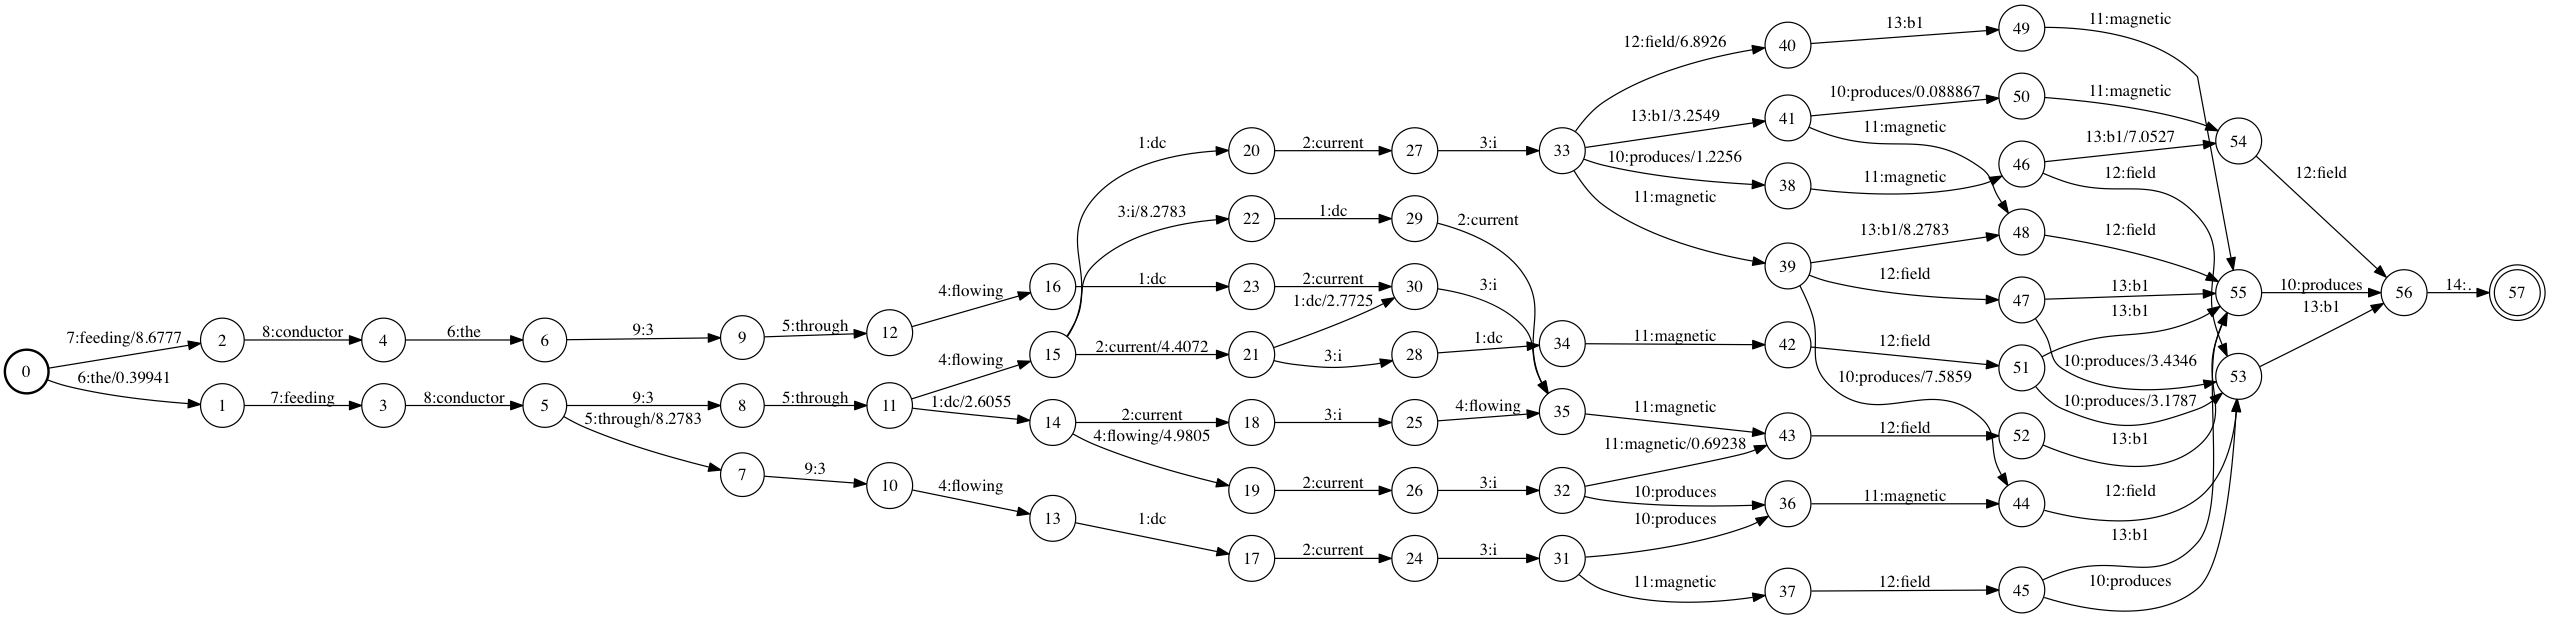 0
7:feeding/8.6777
6:the/0.39941
2
1
8:conductor
7:feeding
4
3
6:the
8:conductor
6
5
9:3
9:3
5:through/8.2783
9
8
7
5:through
5:through
9:3
12
11
10
4:flowing
4:flowing
1:dc/2.6055
4:flowing
16
15
14
13
1:dc
3:i/8.2783
1:dc
2:current/4.4072
2:current
4:flowing/4.9805
1:dc
20
22
23
21
18
19
17
2:current
1:dc
2:current
1:dc/2.7725
3:i
3:i
2:current
2:current
27
29
30
28
25
26
24
3:i
2:current
3:i
1:dc
4:flowing
3:i
3:i
33
34
35
32
31
12:field/6.8926
13:b1/3.2549
10:produces/1.2256
11:magnetic
11:magnetic
11:magnetic
11:magnetic/0.69238
10:produces
10:produces
11:magnetic
40
41
38
39
42
43
36
37
13:b1
10:produces/0.088867
11:magnetic
11:magnetic
13:b1/8.2783
12:field
12:field
10:produces/7.5859
12:field
11:magnetic
12:field
49
50
46
48
47
51
52
44
45
11:magnetic
11:magnetic
13:b1/7.0527
12:field
12:field
13:b1
13:b1
10:produces/3.4346
10:produces/3.1787
13:b1
12:field
13:b1
10:produces
54
55
53
12:field
10:produces
13:b1
56
14:.
57